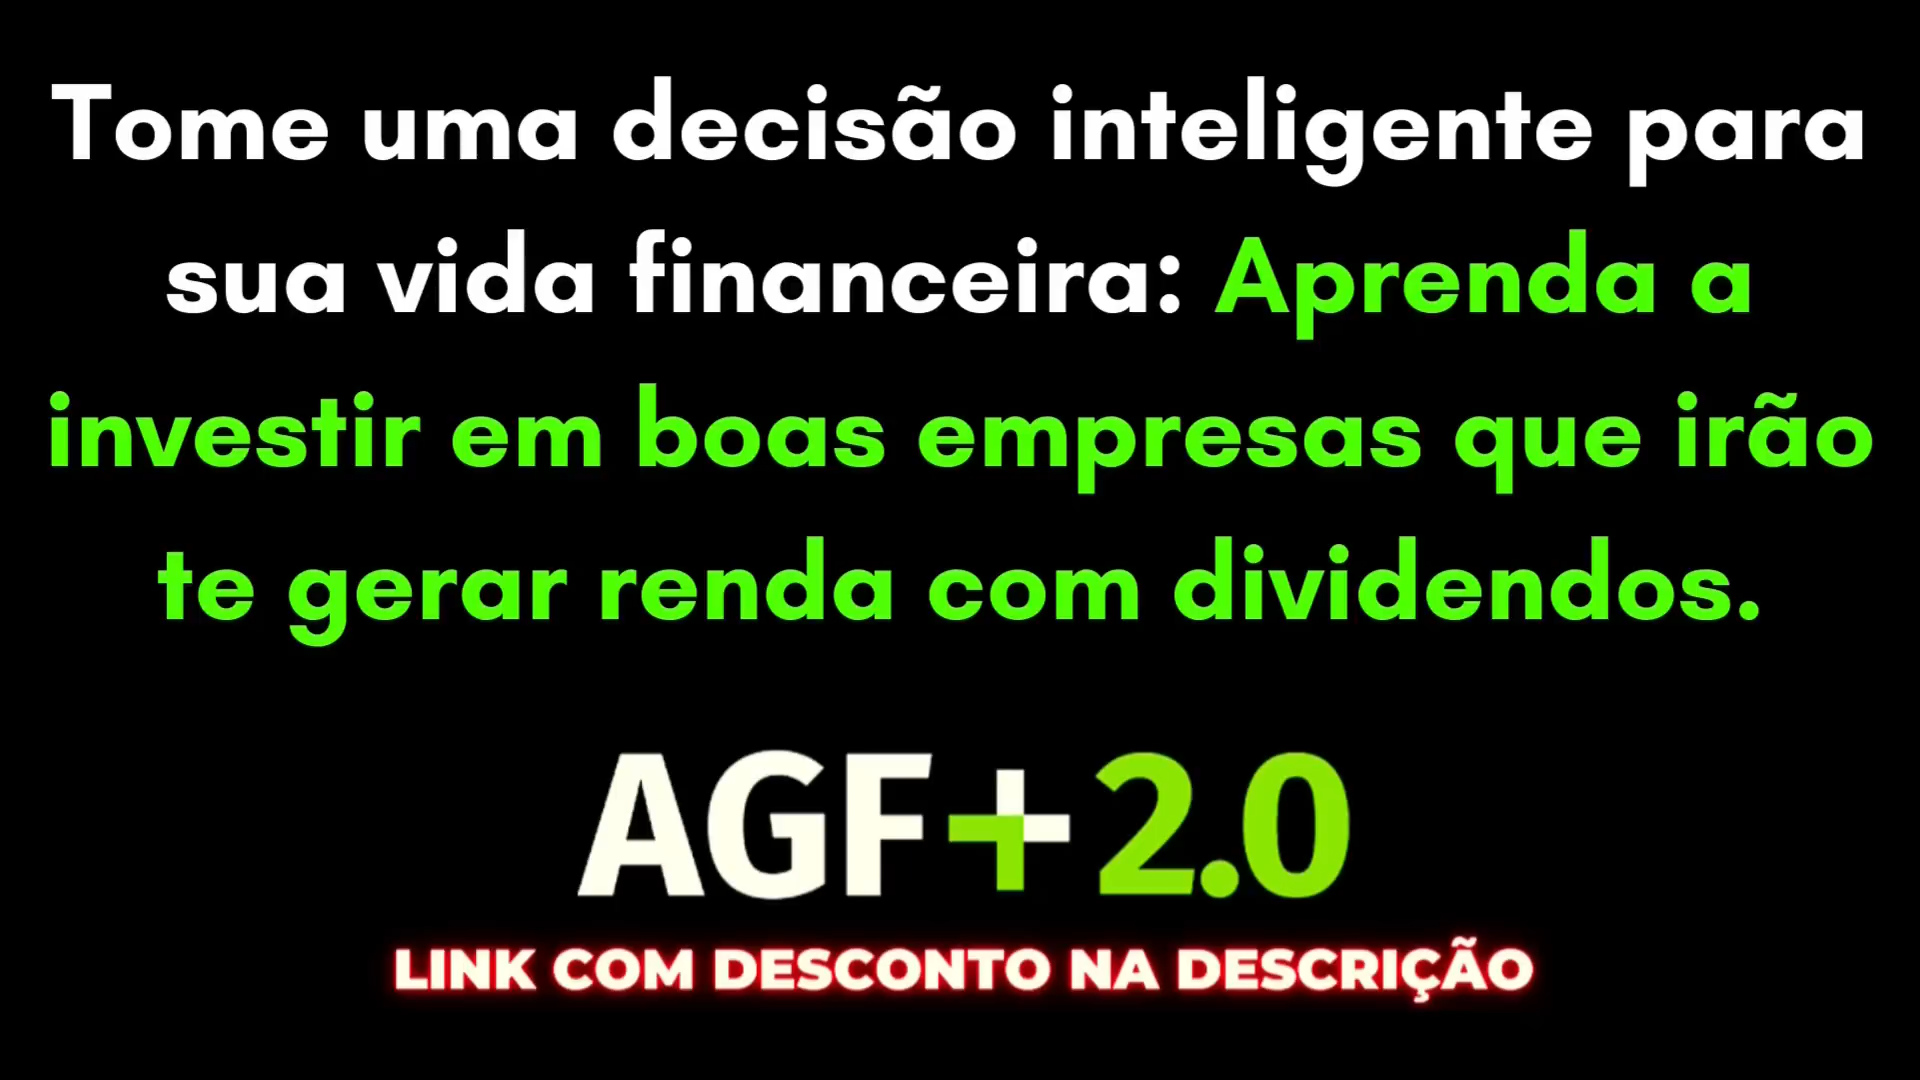 Tome uma decisão inteligente para
sua vida financeira: Aprenda a
investir em boas empresas que irão
te gerar renda com dividendos.
AGF+2.0
LINK COM DESCONTO NA DESCRIÇÃO